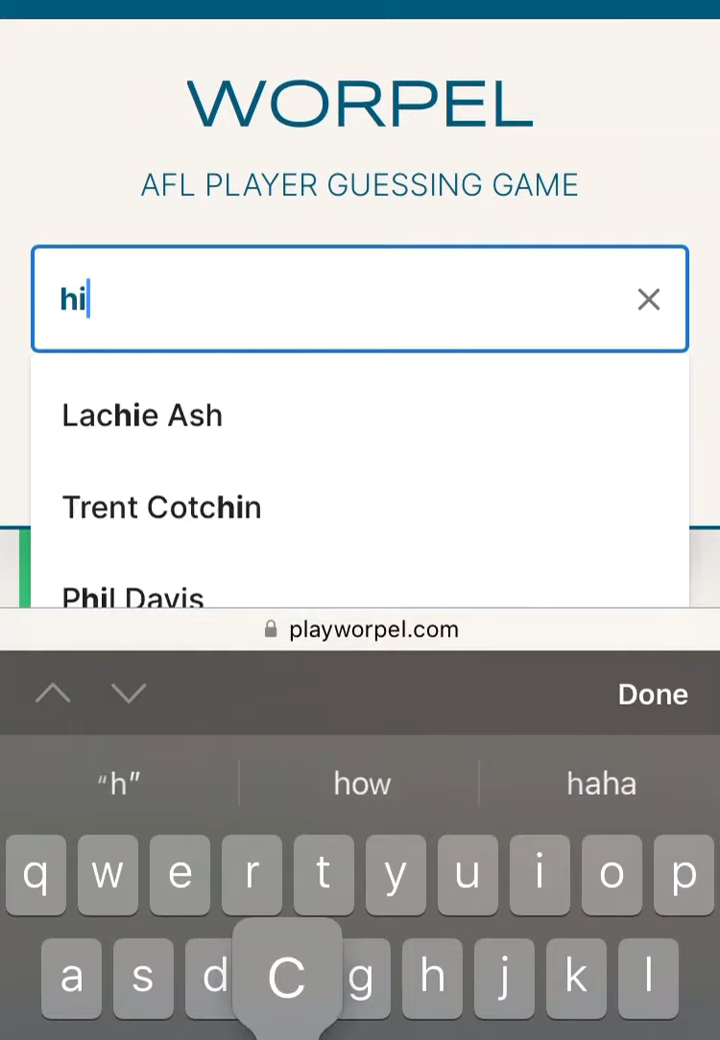 WORPEL
AFL PLAYER GUESSING GAME
hi
Lachie Ash
Trent Cotchin
Phil Davis
playworpel.com
Done
"h" how haha
q w e r t y u i o p
a s d C g h j k l